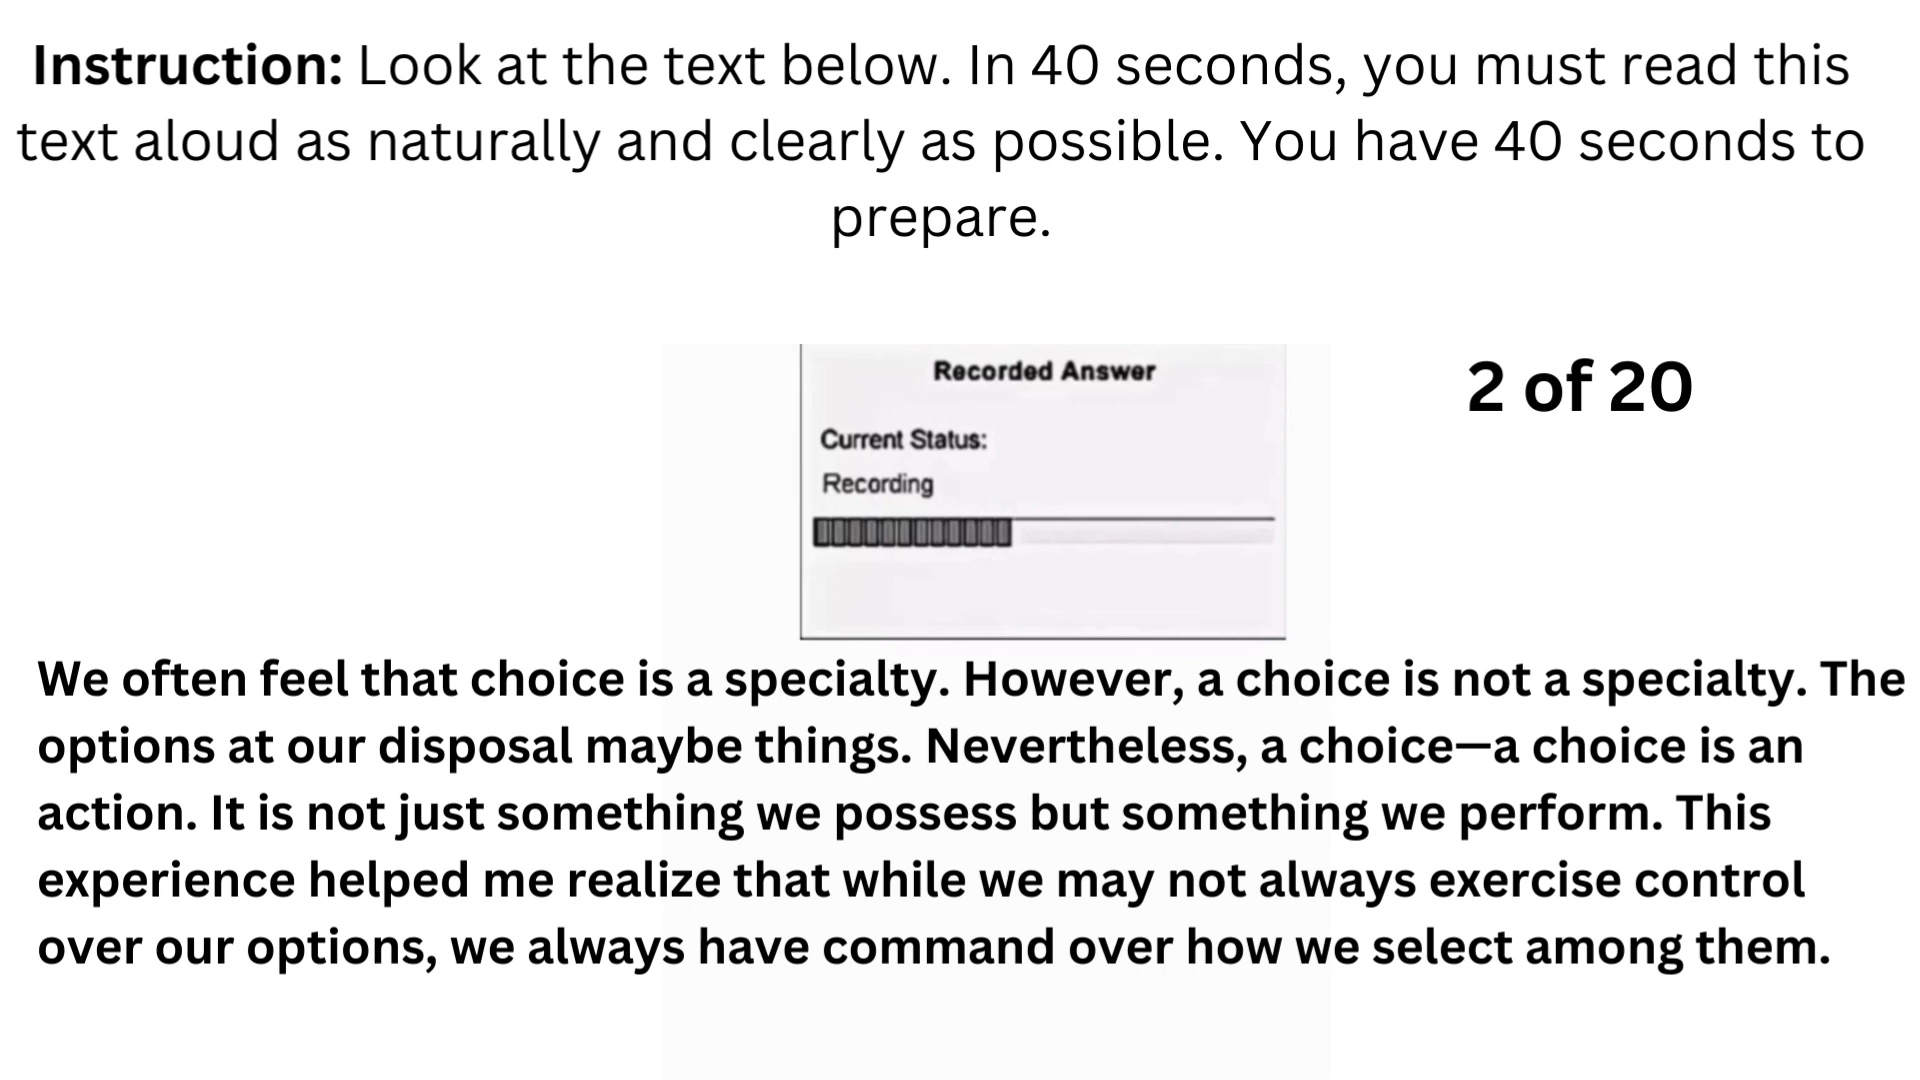 Instruction: Look at the text below. In 40 seconds, you must read this
text aloud as naturally and clearly as possible. You have 40 seconds to
prepare.
Recorded Answer
2 of 20
Current Status:
Recording
We often feel that choice is a specialty. However, a choice is not a specialty. The
options at our disposal maybe things. Nevertheless, a choice—a choice is an
action. It is not just something we possess but something we perform. This
experience helped me realize that while we may not always exercise control
over our options, we always have command over how we select among them.